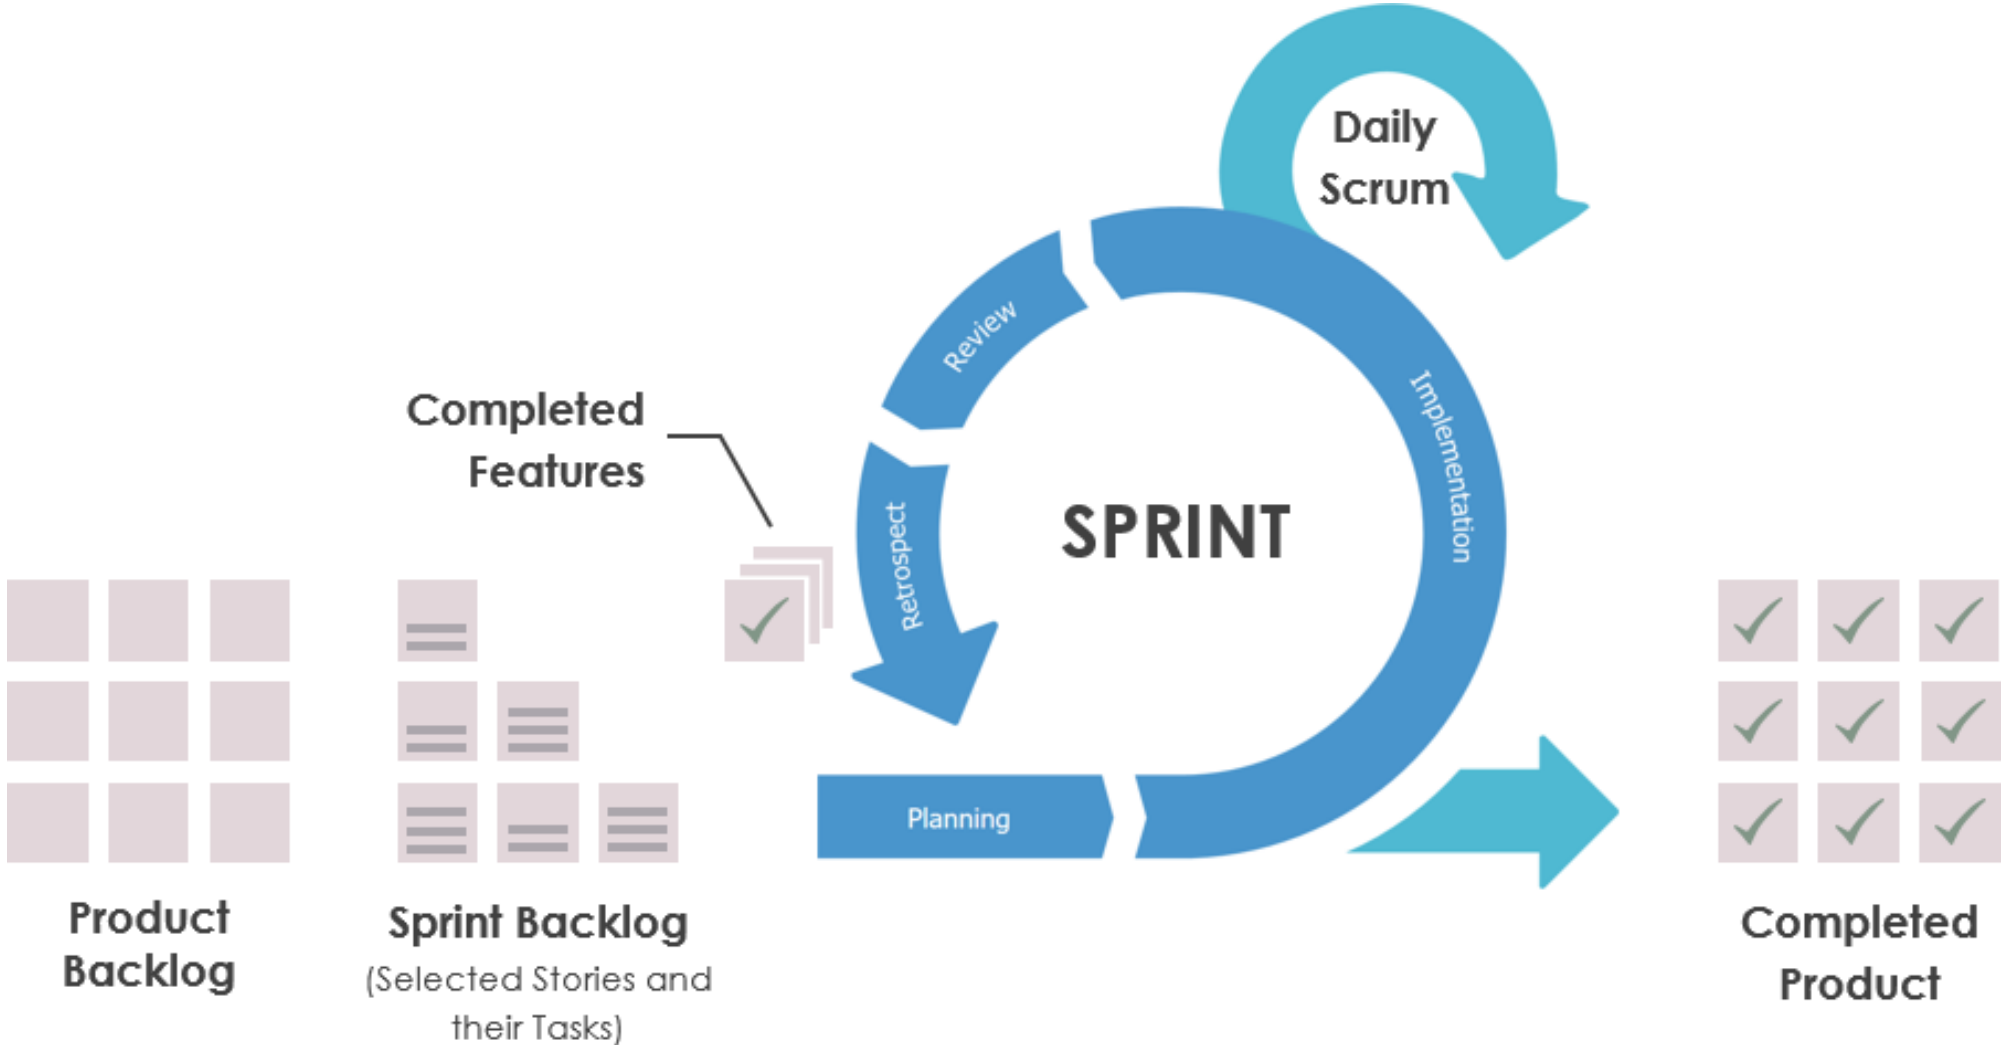 Daily
Scrum
Review
Implementation
Completed
Features
SPRINT
Retrospect
Planning
Product
Backlog
Sprint Backlog
(Selected Stories and
their Tasks)
Completed
Product